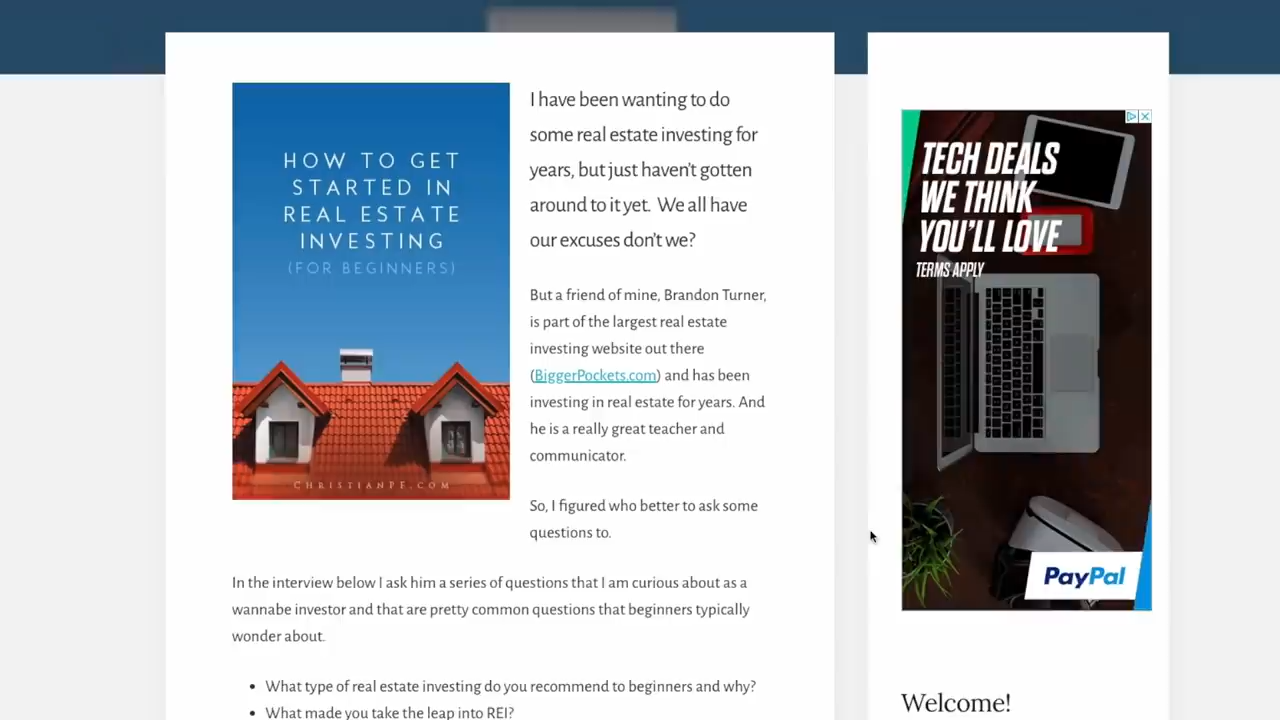 HOW TO GET
STARTED IN
REAL ESTATE
INVESTING
(FOR BEGINNERS)
CHRISTIANPF.COM
I have been wanting to do
some real estate investing for
years, but just haven't gotten
around to it yet.  We all have
our excuses don't we?
But a friend of mine, Brandon Turner,
is part of the largest real estate
investing website out there
(BiggerPockets.com) and has been
investing in real estate for years. And
he is a really great teacher and
communicator.
So, I figured who better to ask some
questions to.
In the interview below I ask him a series of questions that I am curious about as a
wannabe investor and that are pretty common questions that beginners typically
wonder about.
• What type of real estate investing do you recommend to beginners and why?
• What made you take the leap into REI?
TECH DEALS
WE THINK
YOU'LL LOVE
TERMS APPLY
PayPal
Welcome!